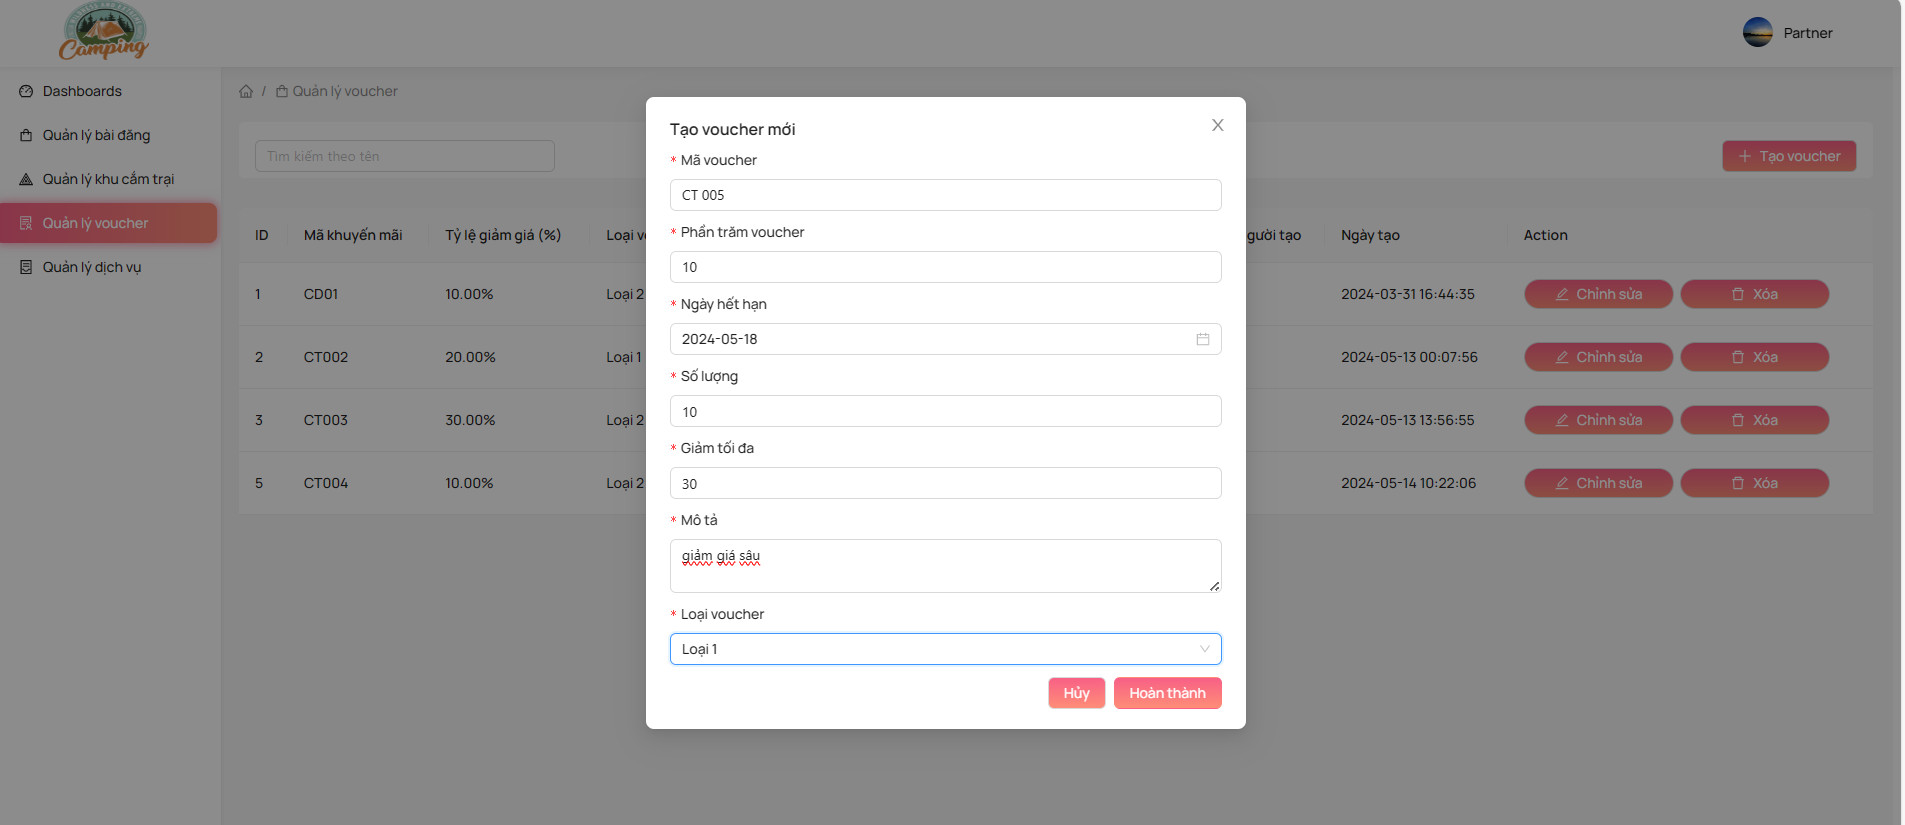 Camping
Partner
Dashboards
Quản lý bài đăng
Quản lý khu cắm trại
Quản lý voucher
Quản lý dịch vụ
/ Quản lý voucher
Tìm kiếm theo tên
+ Tạo voucher
ID Mã khuyến mãi Tỷ lệ giảm giá (%) Loại v gười tạo Ngày tạo Action
1 CD01 10.00% Loại 2 2024-03-31 16:44:35 Chỉnh sửa Xóa
2 CT002 20.00% Loại 1 2024-05-13 00:07:56 Chỉnh sửa Xóa
3 CT003 30.00% Loại 2 2024-05-13 13:56:55 Chỉnh sửa Xóa
5 CT004 10.00% Loại 2 2024-05-14 10:22:06 Chỉnh sửa Xóa
Tạo voucher mới
* Mã voucher
CT 005
* Phần trăm voucher
10
* Ngày hết hạn
2024-05-18
* Số lượng
10
* Giảm tối đa
30
* Mô tả
giảm giá sâu
* Loại voucher
Loại 1
Hủy Hoàn thành